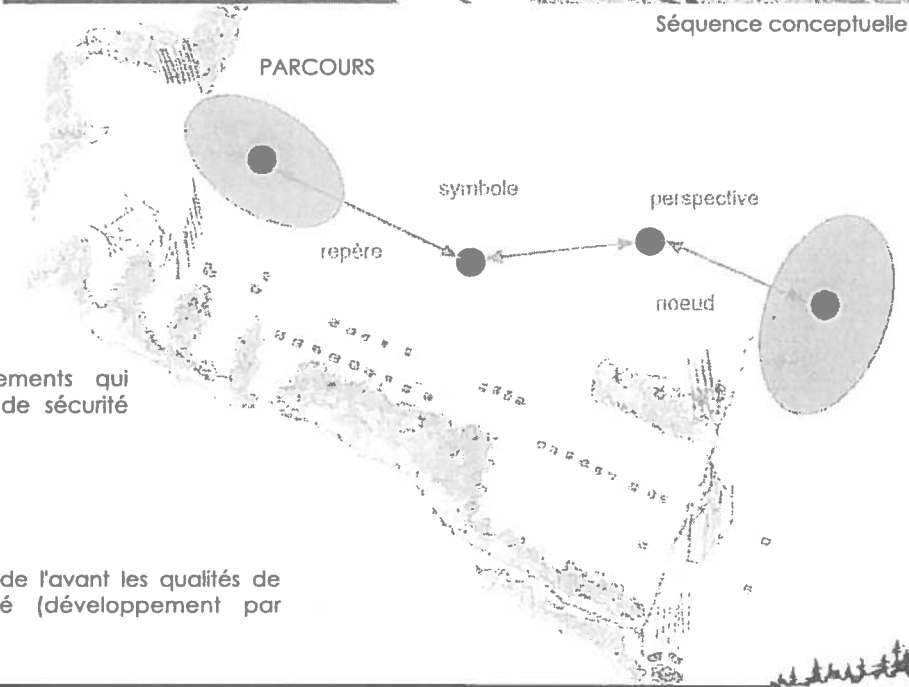 Séquence conceptuelle
PARCOURS
symbole
perspective
repère
noeud
ements qui
de sécurité
de l'avant les qualités de
é (développement par